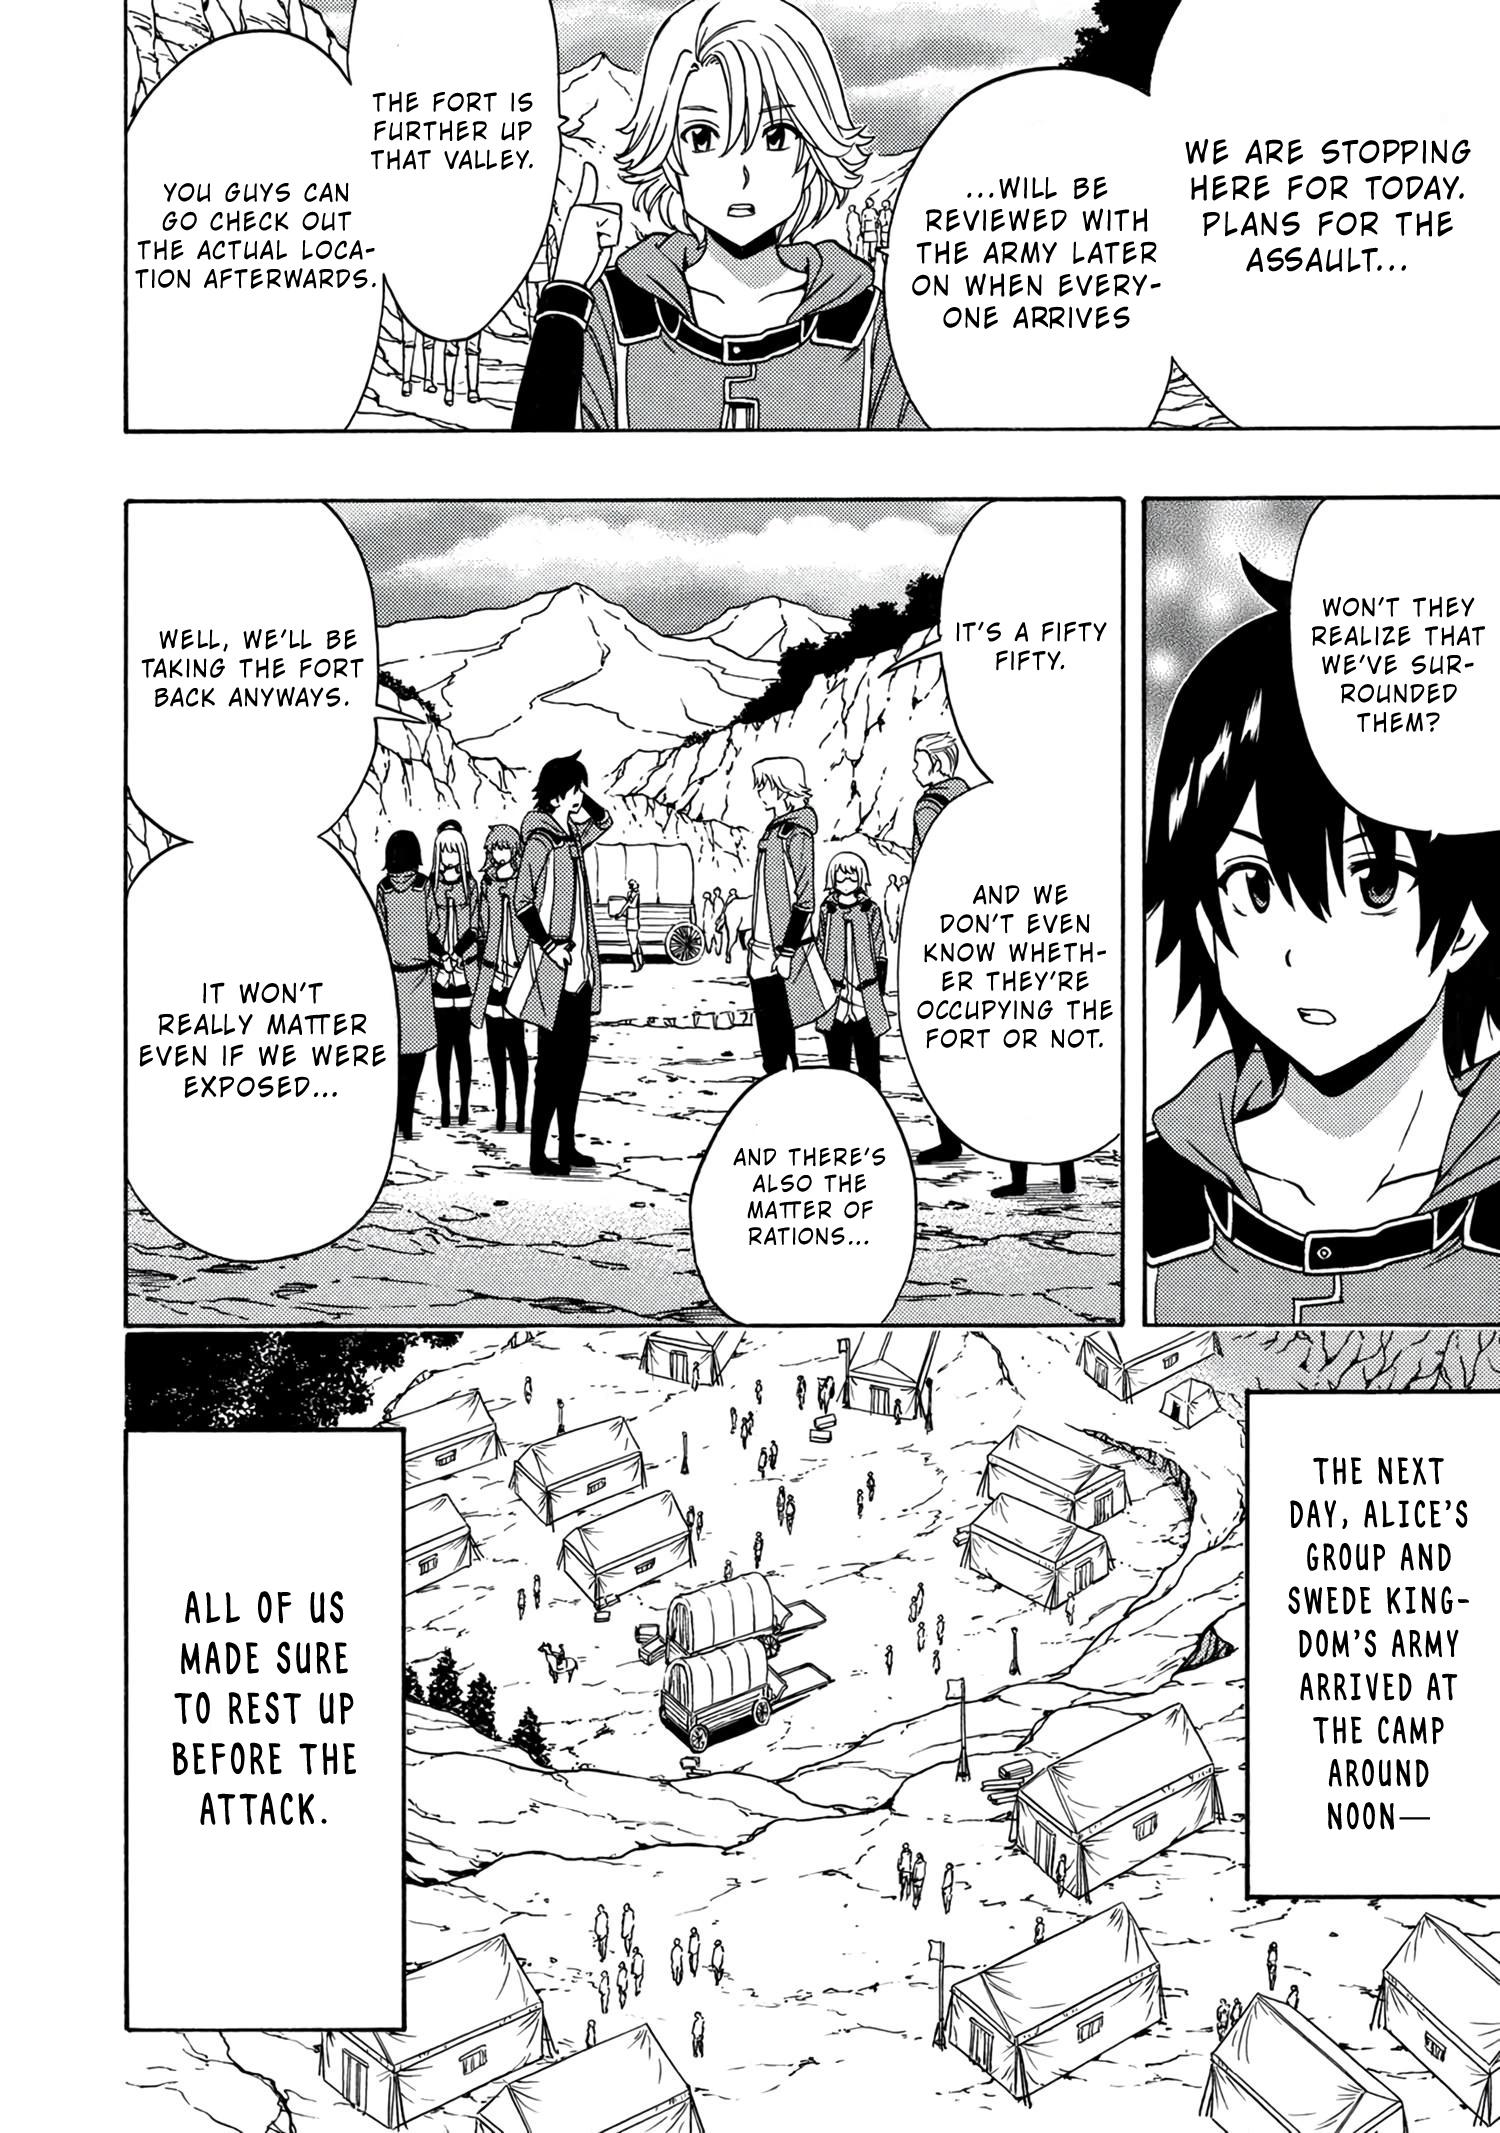 WE ARE STOPPING
HERE FOR TODAY.
PLANS FOR THE
ASSAULT...
...WILL BE
REVIEWED WITH
THE ARMY LATER
ON WHEN EVERY-
ONE ARRIVES
THE FORT IS
FURTHER UP
THAT VALLEY.
YOU GUYS CAN
GO CHECK OUT
THE ACTUAL LOCA-
TION AFTERWARDS.
WON'T THEY
REALIZE THAT
WE'VE SUR-
ROUNDED
THEM?
IT'S A FIFTY
FIFTY.
AND WE
DON'T EVEN
KNOW WHETH-
ER THEY'RE
OCCUPYING THE
FORT OR NOT.
AND THERE'S
ALSO THE
MATTER OF
RATIONS...
WELL, WE'LL BE
TAKING THE FORT
BACK ANYWAYS.
IT WON'T
REALLY MATTER
EVEN IF WE WERE
EXPOSED...
THE NEXT
DAY, ALICE'S
GROUP AND
SWEDE KING-
DOM'S ARMY
ARRIVED AT
THE CAMP
AROUND
NOON—
ALL OF US
MADE SURE
TO REST UP
BEFORE THE
ATTACK.